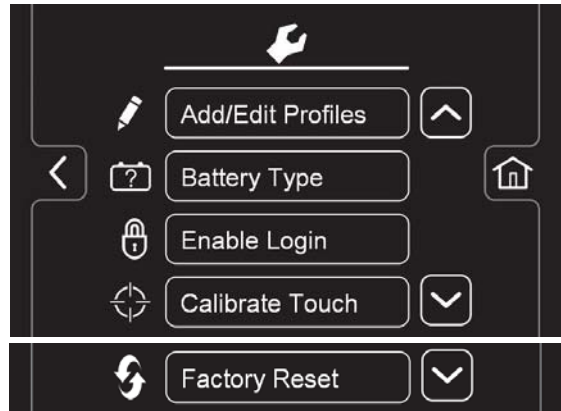 Add/Edit Profiles
Battery Type
Enable Login
Calibrate Touch
Factory Reset